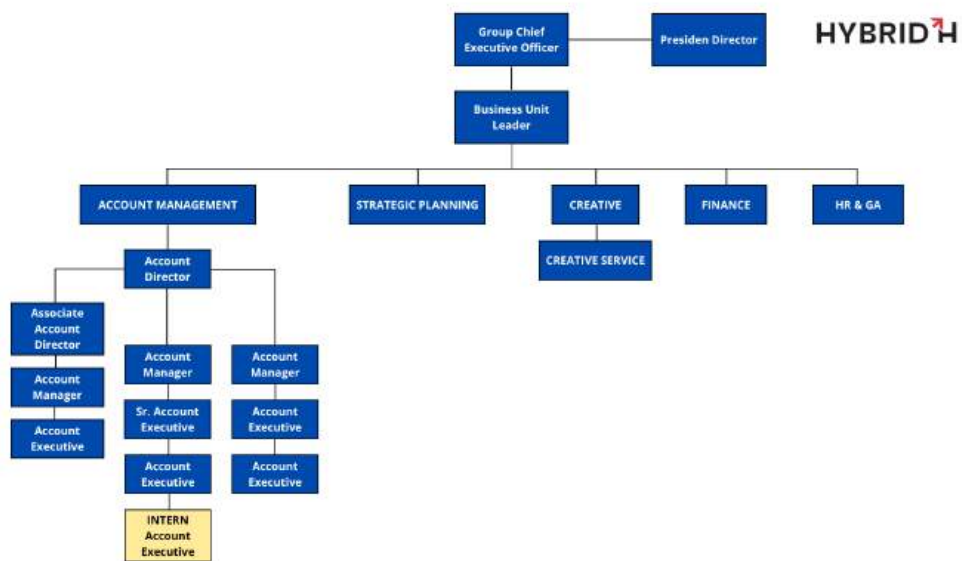 Group Chief
Executive Officer
Presiden Director
HYBRID H
Business Unit
Leader
ACCOUNT MANAGEMENT
STRATEGIC PLANNING
CREATIVE
FINANCE
HR & GA
CREATIVE SERVICE
Account
Director
Associate
Account
Director
Account
Manager
Account
Executive
Account
Manager
Sr. Account
Executive
Account
Executive
INTERN
Account
Executive
Account
Manager
Account
Executive
Account
Executive